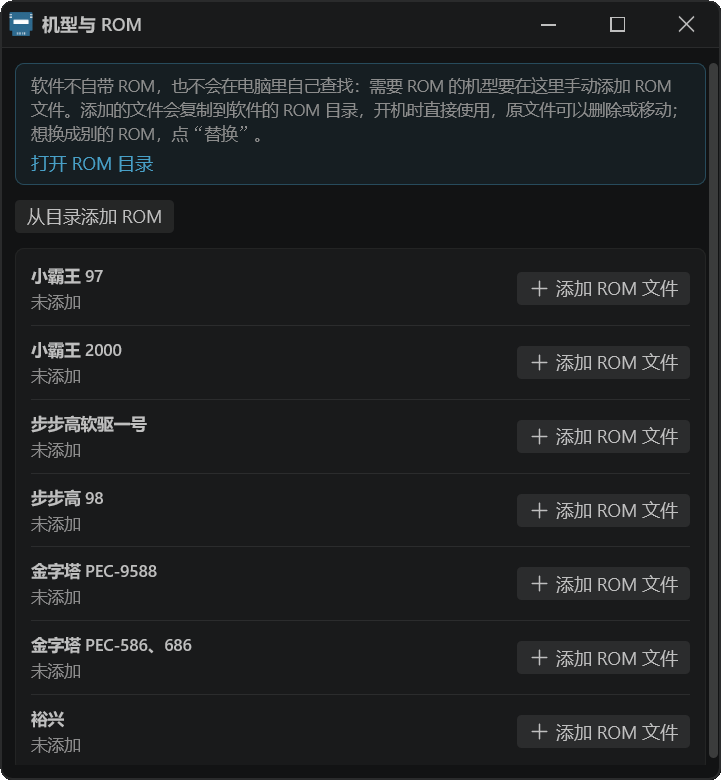 机型与 ROM
软件不自带 ROM，也不会在电脑里自己查找：需要 ROM 的机型要在这里手动添加 ROM
文件。添加的文件会复制到软件的 ROM 目录，开机时直接使用，原文件可以删除或移动；
想换成别的 ROM，点“替换”。
打开 ROM 目录
从目录添加 ROM
小霸王 97
未添加
添加 ROM 文件
小霸王 2000
未添加
添加 ROM 文件
步步高软驱一号
未添加
添加 ROM 文件
步步高 98
未添加
添加 ROM 文件
金字塔 PEC-9588
未添加
添加 ROM 文件
金字塔 PEC-586、686
未添加
添加 ROM 文件
裕兴
未添加
添加 ROM 文件